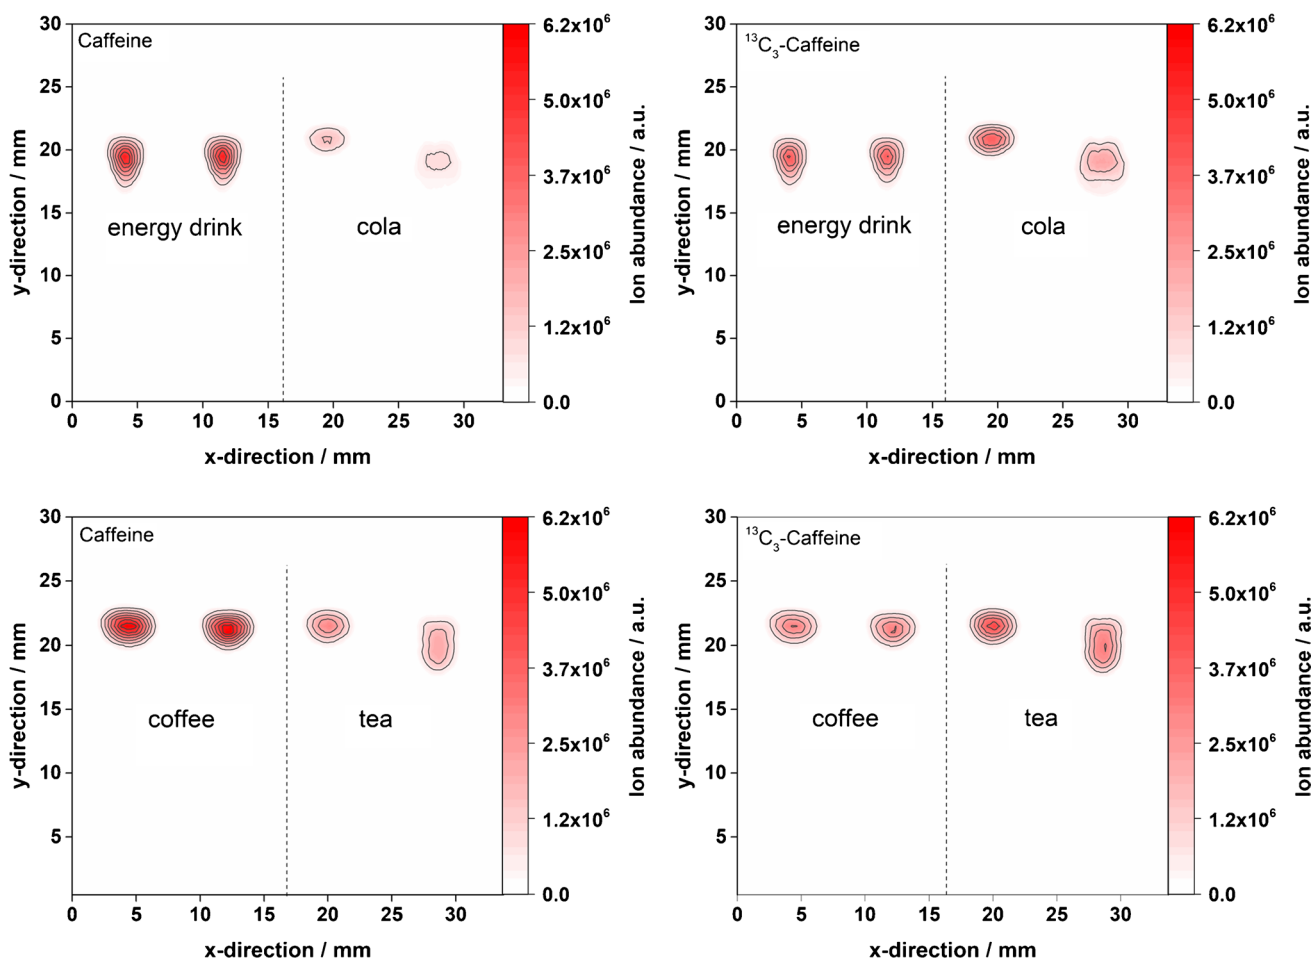 Caffeine
30
25
20
15
10
5
0
y-direction / mm
energy drink
cola
0 5 10 15 20 25 30
x-direction / mm
6.2x10⁶
5.0x10⁶
3.7x10⁶
2.5x10⁶
1.2x10⁶
0.0
Ion abundance / a.u.
¹³C₃-Caffeine
30
25
20
15
10
5
0
y-direction / mm
energy drink
cola
0 5 10 15 20 25 30
x-direction / mm
6.2x10⁶
5.0x10⁶
3.7x10⁶
2.5x10⁶
1.2x10⁶
0.0
Ion abundance / a.u.
Caffeine
30
25
20
15
10
5
y-direction / mm
coffee
tea
0 5 10 15 20 25 30
x-direction / mm
6.2x10⁶
5.0x10⁶
3.7x10⁶
2.5x10⁶
1.2x10⁶
0.0
Ion abundance / a.u.
¹³C₃-Caffeine
30
25
20
15
10
5
y-direction / mm
coffee
tea
0 5 10 15 20 25 30
x-direction / mm
6.2x10⁶
5.0x10⁶
3.7x10⁶
2.5x10⁶
1.2x10⁶
0.0
Ion abundance / a.u.